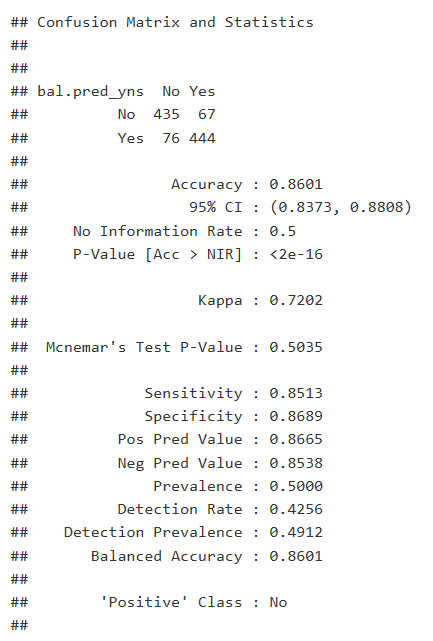 ## Confusion Matrix and Statistics
##
##
## bal.pred_yns  No Yes
##          No  435  67
##          Yes  76 444
##
##                Accuracy : 0.8601
##                  95% CI : (0.8373, 0.8808)
##     No Information Rate : 0.5
##     P-Value [Acc > NIR] : <2e-16
##
##                   Kappa : 0.7202
##
##  Mcnemar's Test P-Value : 0.5035
##
##             Sensitivity : 0.8513
##             Specificity : 0.8689
##          Pos Pred Value : 0.8665
##          Neg Pred Value : 0.8538
##              Prevalence : 0.5000
##          Detection Rate : 0.4256
##    Detection Prevalence : 0.4912
##       Balanced Accuracy : 0.8601
##
##        'Positive' Class : No
##